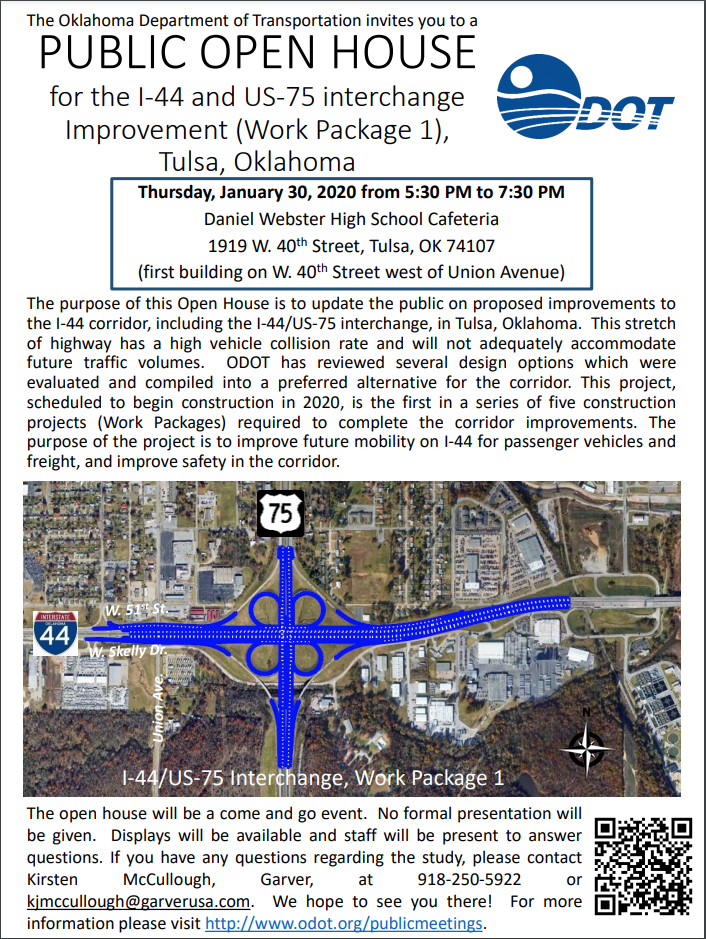 The Oklahoma Department of Transportation invites you to a
PUBLIC OPEN HOUSE
for the I-44 and US-75 interchange
Improvement (Work Package 1),
Tulsa, Oklahoma
ODOT
Thursday, January 30, 2020 from 5:30 PM to 7:30 PM
Daniel Webster High School Cafeteria
1919 W. 40th Street, Tulsa, OK 74107
(first building on W. 40th Street west of Union Avenue)
The purpose of this Open House is to update the public on proposed improvements to
the I-44 corridor, including the I-44/US-75 interchange, in Tulsa, Oklahoma. This stretch
of highway has a high vehicle collision rate and will not adequately accommodate
future traffic volumes. ODOT has reviewed several design options which were
evaluated and compiled into a preferred alternative for the corridor. This project,
scheduled to begin construction in 2020, is the first in a series of five construction
projects (Work Packages) required to complete the corridor improvements. The
purpose of the project is to improve future mobility on I-44 for passenger vehicles and
freight, and improve safety in the corridor.
75
W. 51st St.
INTERSTATE
OKLAHOMA
44
W. Skelly Dr.
Union Ave.
N
I-44/US-75 Interchange, Work Package 1
The open house will be a come and go event. No formal presentation will
be given. Displays will be available and staff will be present to answer
questions. If you have any questions regarding the study, please contact
Kirsten McCullough, Garver, at 918-250-5922 or
kjmccullough@garverusa.com. We hope to see you there! For more
information please visit http://www.odot.org/publicmeetings.